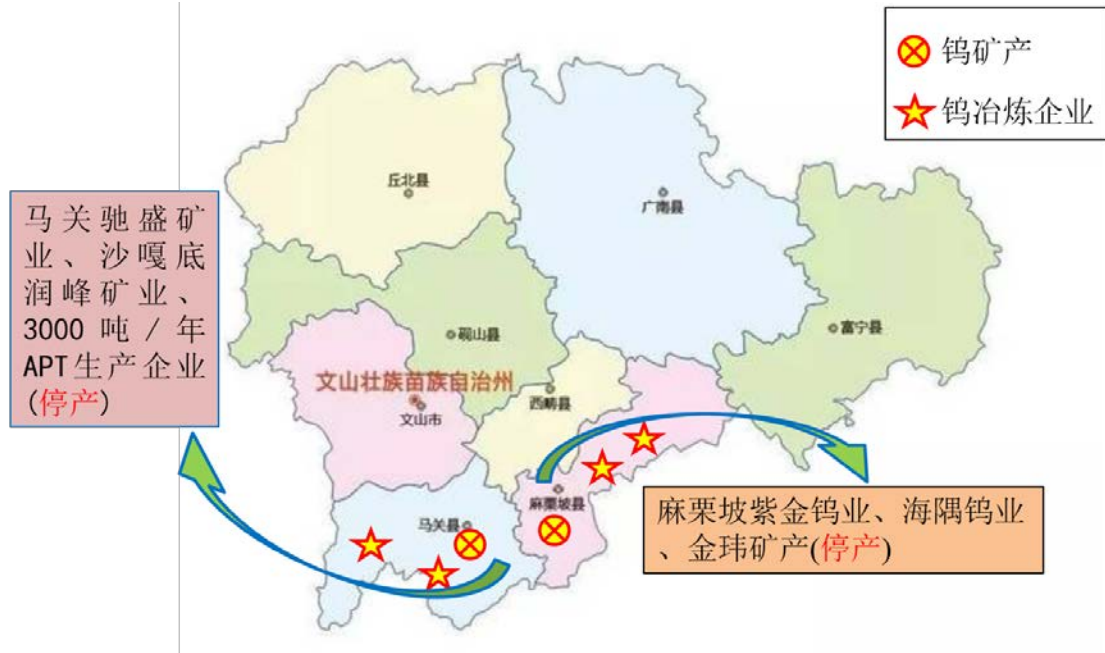 钨矿产
钨冶炼企业
丘北县
广南县
马关驰盛矿
业、沙嘎底
润峰矿业、
3000吨/年
APT生产企业
(停产)
砚山县
富宁县
文山壮族苗族自治州
文山市
西畴县
麻栗坡县
马关县
麻栗坡紫金钨业、海隅钨业
、金玮矿产(停产)